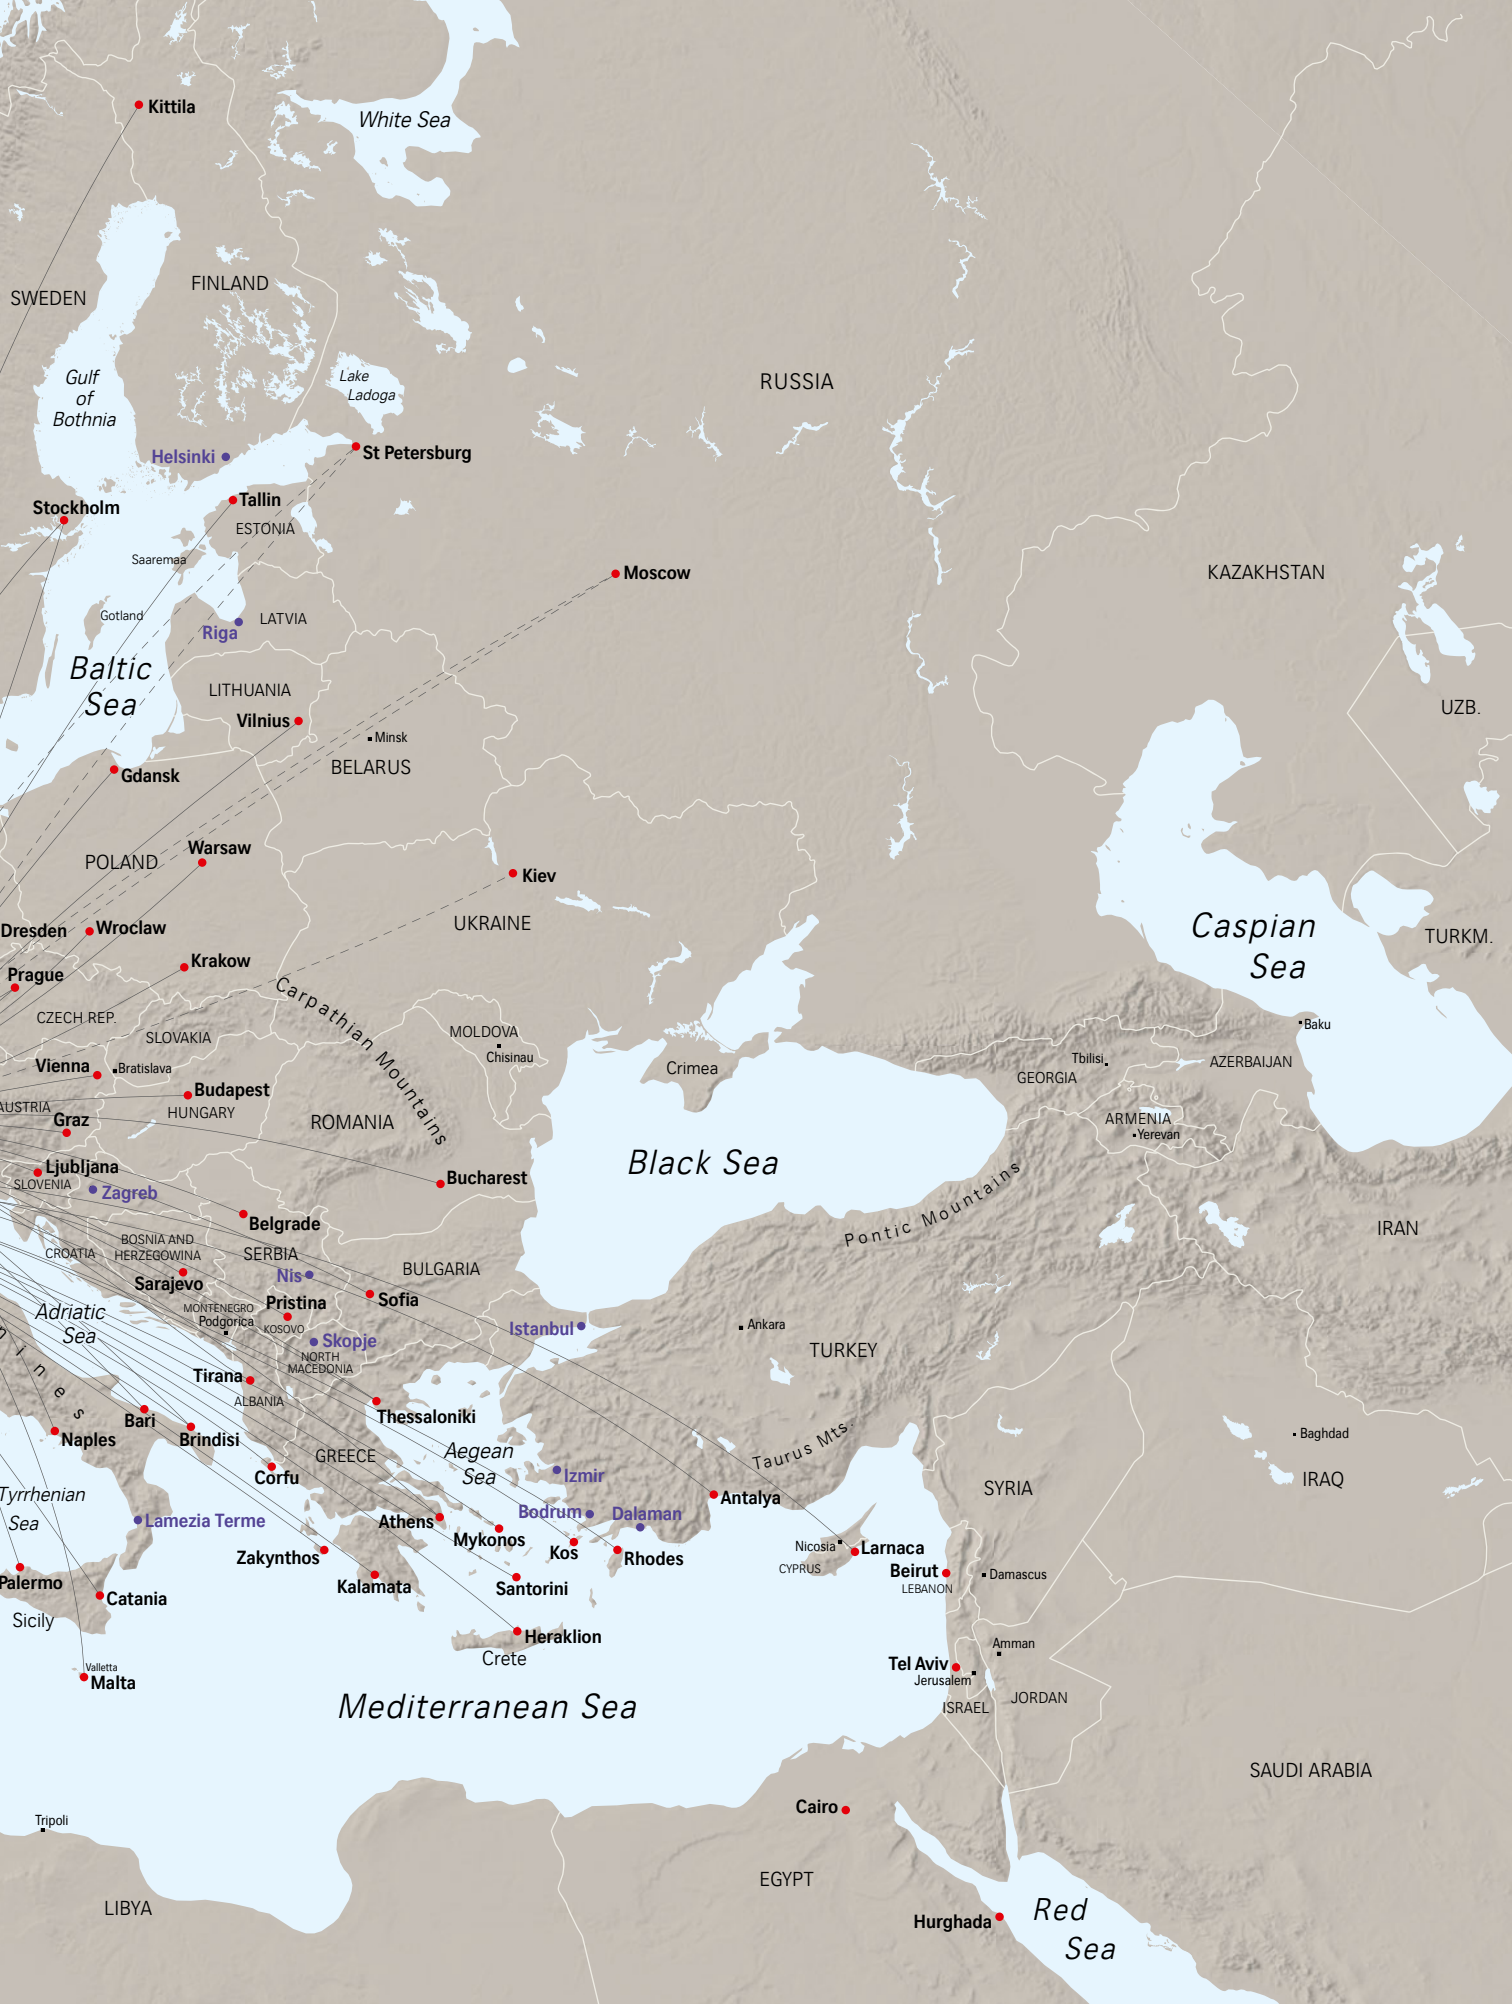 Kittila
White Sea
FINLAND
SWEDEN
Gulf
of
Bothnia
Lake
Ladoga
RUSSIA
Helsinki
St Petersburg
Stockholm
Tallin
ESTONIA
Saaremaa
Moscow
KAZAKHSTAN
Gotland
LATVIA
Riga
Baltic
Sea
LITHUANIA
Vilnius
Minsk
BELARUS
UZB.
Gdansk
Warsaw
POLAND
Kiev
UKRAINE
Dresden
Wroclaw
Krakow
Prague
Caspian
Sea
TURKM.
Carpathian Mountains
CZECH REP.
SLOVAKIA
MOLDOVA
Chisinau
Baku
Tbilisi
GEORGIA
AZERBAIJAN
Vienna
Bratislava
Crimea
Budapest
HUNGARY
AUSTRIA
Graz
ROMANIA
ARMENIA
Yerevan
Black Sea
Ljubljana
SLOVENIA
Zagreb
Bucharest
Pontic Mountains
IRAN
Belgrade
BOSNIA AND
HERZEGOWINA
CROATIA
SERBIA
Sarajevo
Nis
BULGARIA
Sofia
Adriatic
Sea
MONTENEGRO
Podgorica
Pristina
KOSOVO
Skopje
NORTH
MACEDONIA
Istanbul
Ankara
TURKEY
nines
Tirana
ALBANIA
Bari
Brindisi
Naples
Thessaloniki
GREECE
Aegean
Sea
Taurus Mts.
Baghdad
IRAQ
Corfu
Izmir
SYRIA
Tyrrhenian
Sea
Lamezia Terme
Athens
Mykonos
Bodrum
Dalaman
Antalya
Kos
Rhodes
Zakynthos
Kalamata
Santorini
Nicosia
Larnaca
CYPRUS
Beirut
LEBANON
Damascus
Palermo
Catania
Sicily
Heraklion
Crete
Amman
Valletta
Malta
Tel Aviv
Jerusalem
ISRAEL
JORDAN
Mediterranean Sea
SAUDI ARABIA
Tripoli
Cairo
EGYPT
LIBYA
Hurghada
Red
Sea